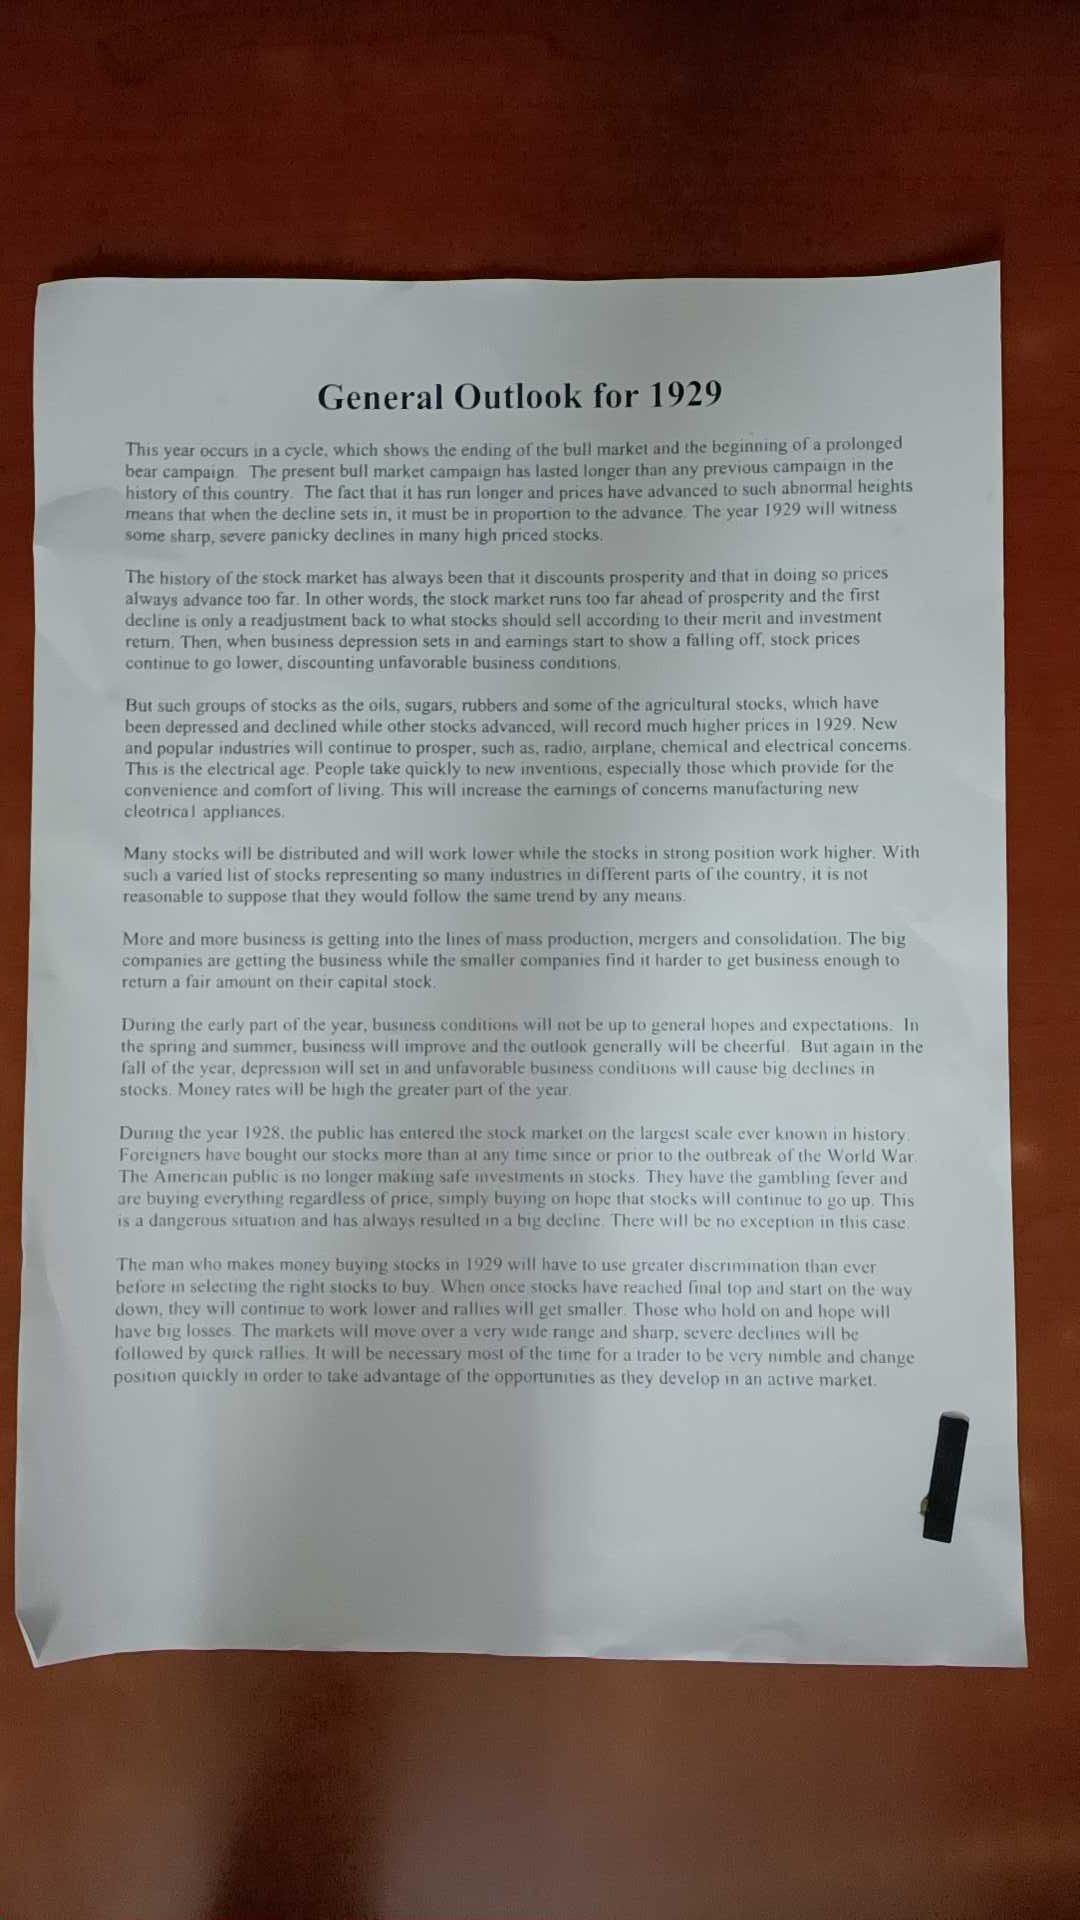 General Outlook for 1929
This year occurs in a cycle, which shows the ending of the bull market and the beginning of a prolonged
bear campaign. The present bull market campaign has lasted longer than any previous campaign in the
history of this country. The fact that it has run longer and prices have advanced to such abnormal heights
means that when the decline sets in, it must be in proportion to the advance. The year 1929 will witness
some sharp, severe panicky declines in many high priced stocks.
The history of the stock market has always been that it discounts prosperity and that in doing so prices
always advance too far. In other words, the stock market runs too far ahead of prosperity and the first
decline is only a readjustment back to what stocks should sell according to their merit and investment
return. Then, when business depression sets in and earnings start to show a falling off, stock prices
continue to go lower, discounting unfavorable business conditions.
But such groups of stocks as the oils, sugars, rubbers and some of the agricultural stocks, which have
been depressed and declined while other stocks advanced, will record much higher prices in 1929. New
and popular industries will continue to prosper, such as, radio, airplane, chemical and electrical concerns.
This is the electrical age. People take quickly to new inventions, especially those which provide for the
convenience and comfort of living. This will increase the earnings of concerns manufacturing new
cleotrical appliances.
Many stocks will be distributed and will work lower while the stocks in strong position work higher. With
such a varied list of stocks representing so many industries in different parts of the country, it is not
reasonable to suppose that they would follow the same trend by any means.
More and more business is getting into the lines of mass production, mergers and consolidation. The big
companies are getting the business while the smaller companies find it harder to get business enough to
return a fair amount on their capital stock.
During the early part of the year, business conditions will not be up to general hopes and expectations. In
the spring and summer, business will improve and the outlook generally will be cheerful. But again in the
fall of the year, depression will set in and unfavorable business conditions will cause big declines in
stocks. Money rates will be high the greater part of the year.
During the year 1928, the public has entered the stock market on the largest scale ever known in history.
Foreigners have bought our stocks more than at any time since or prior to the outbreak of the World War.
The American public is no longer making safe investments in stocks. They have the gambling fever and
are buying everything regardless of price, simply buying on hope that stocks will continue to go up. This
is a dangerous situation and has always resulted in a big decline. There will be no exception in this case.
The man who makes money buying stocks in 1929 will have to use greater discrimination than ever
before in selecting the right stocks to buy. When once stocks have reached final top and start on the way
down, they will continue to work lower and rallies will get smaller. Those who hold on and hope will
have big losses. The markets will move over a very wide range and sharp, severe declines will be
followed by quick rallies. It will be necessary most of the time for a trader to be very nimble and change
position quickly in order to take advantage of the opportunities as they develop in an active market.